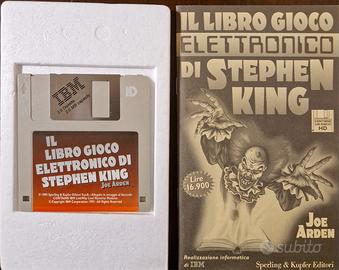 IBM
HD
IL
LIBRO GIOCO
ELETTRONICO DI
STEPHEN KING
JOE ARDEN
IL LIBRO GIOCO
ELETTRONICO
DI STEPHEN
KING
HD
Lire
16.900
JOE
ARDEN
Realizzazione informatica
di IBM
Sperling & Kupfer Editori
subito